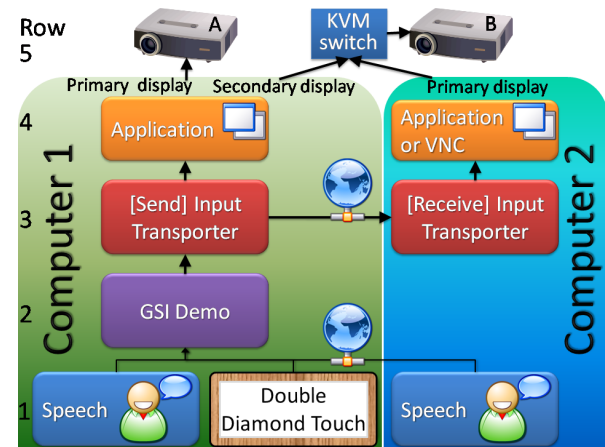 Row
5
A
KVM
switch
B
Primary display
Secondary display
Primary display
4
Application
Application
or VNC
Computer 1
Computer 2
3
[Send] Input
Transporter
[Receive] Input
Transporter
2
GSI Demo
1
Speech
Double
Diamond Touch
Speech